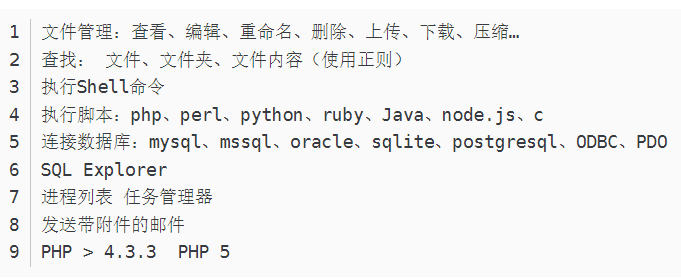 1 文件管理：查看、编辑、重命名、删除、上传、下载、压缩…
2 查找： 文件、文件夹、文件内容（使用正则）
3 执行Shell命令
4 执行脚本：php、perl、python、ruby、Java、node.js、c
5 连接数据库：mysql、mssql、oracle、sqlite、postgresql、ODBC、PDO
6 SQL Explorer
7 进程列表 任务管理器
8 发送带附件的邮件
9 PHP > 4.3.3  PHP 5